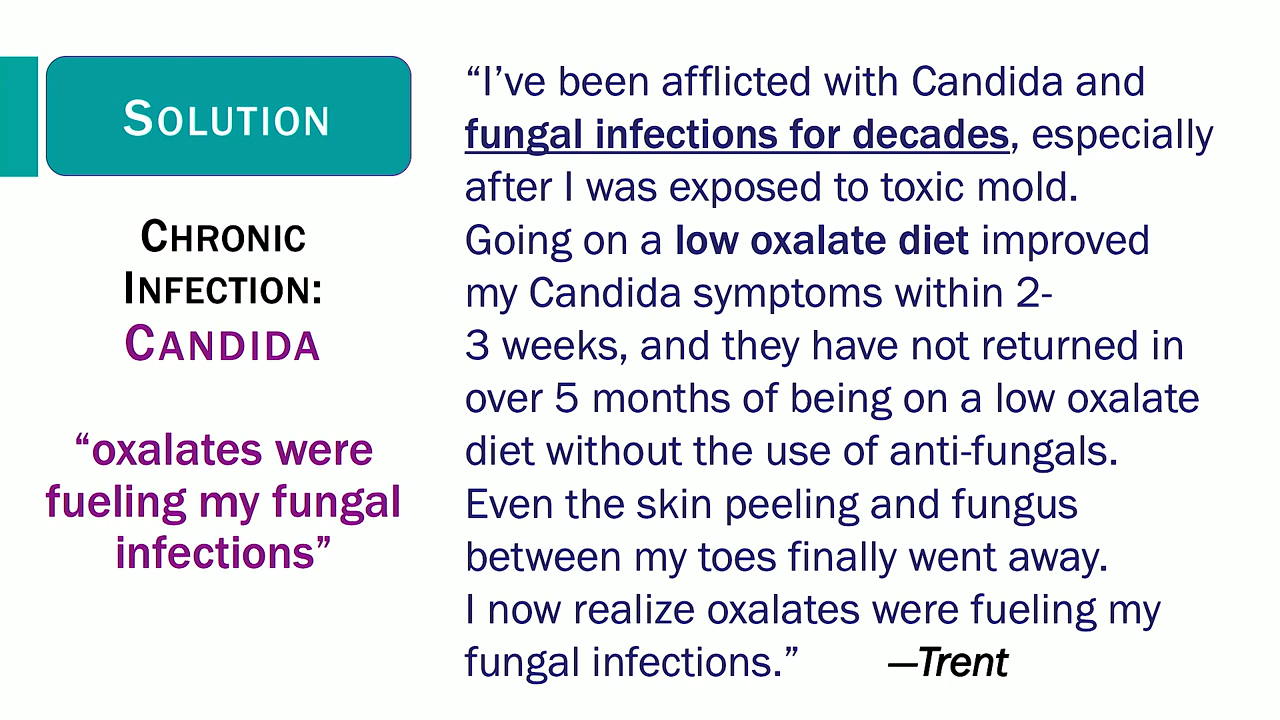 SOLUTION
CHRONIC
INFECTION:
CANDIDA
“oxalates were
fueling my fungal
infections”
“I’ve been afflicted with Candida and
fungal infections for decades, especially
after I was exposed to toxic mold.
Going on a low oxalate diet improved
my Candida symptoms within 2-
3 weeks, and they have not returned in
over 5 months of being on a low oxalate
diet without the use of anti-fungals.
Even the skin peeling and fungus
between my toes finally went away.
I now realize oxalates were fueling my
fungal infections.” —Trent